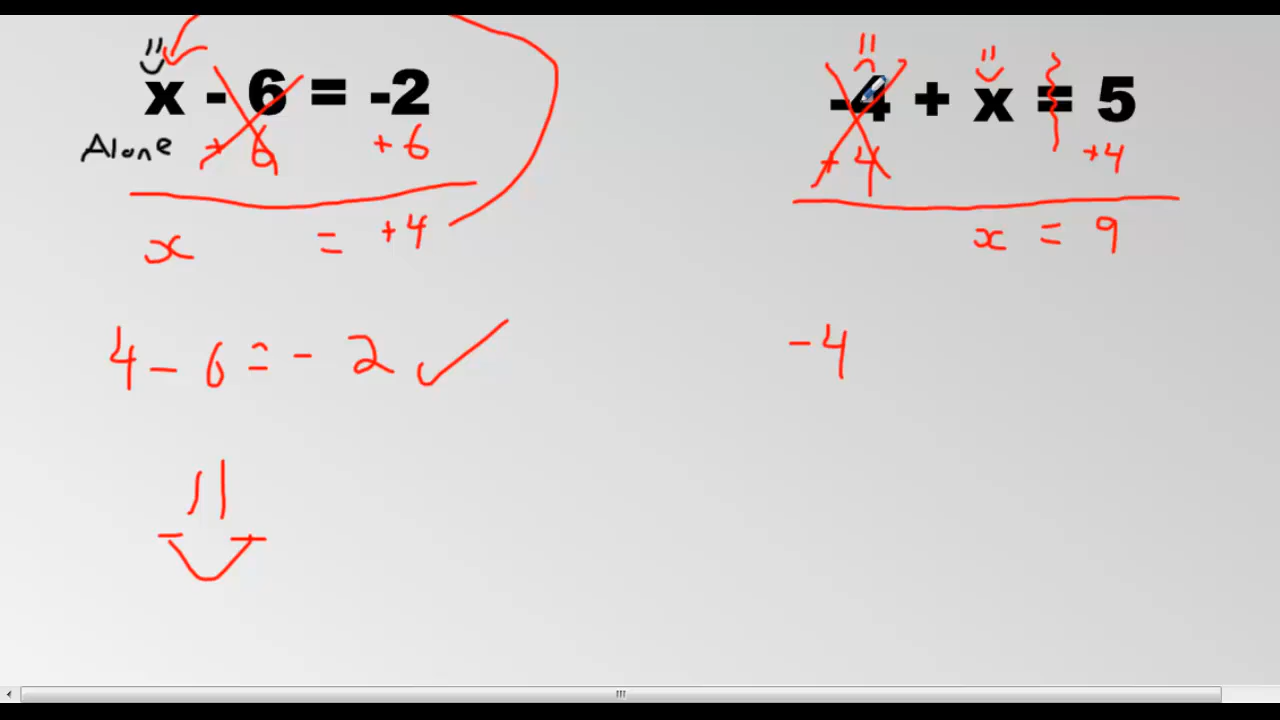 x - 6 = -2
Alone + 6 + 6
x = +4
4 - 6 = - 2 ✓
-4 + x = 5
+ 4 +4
x = 9
- 4